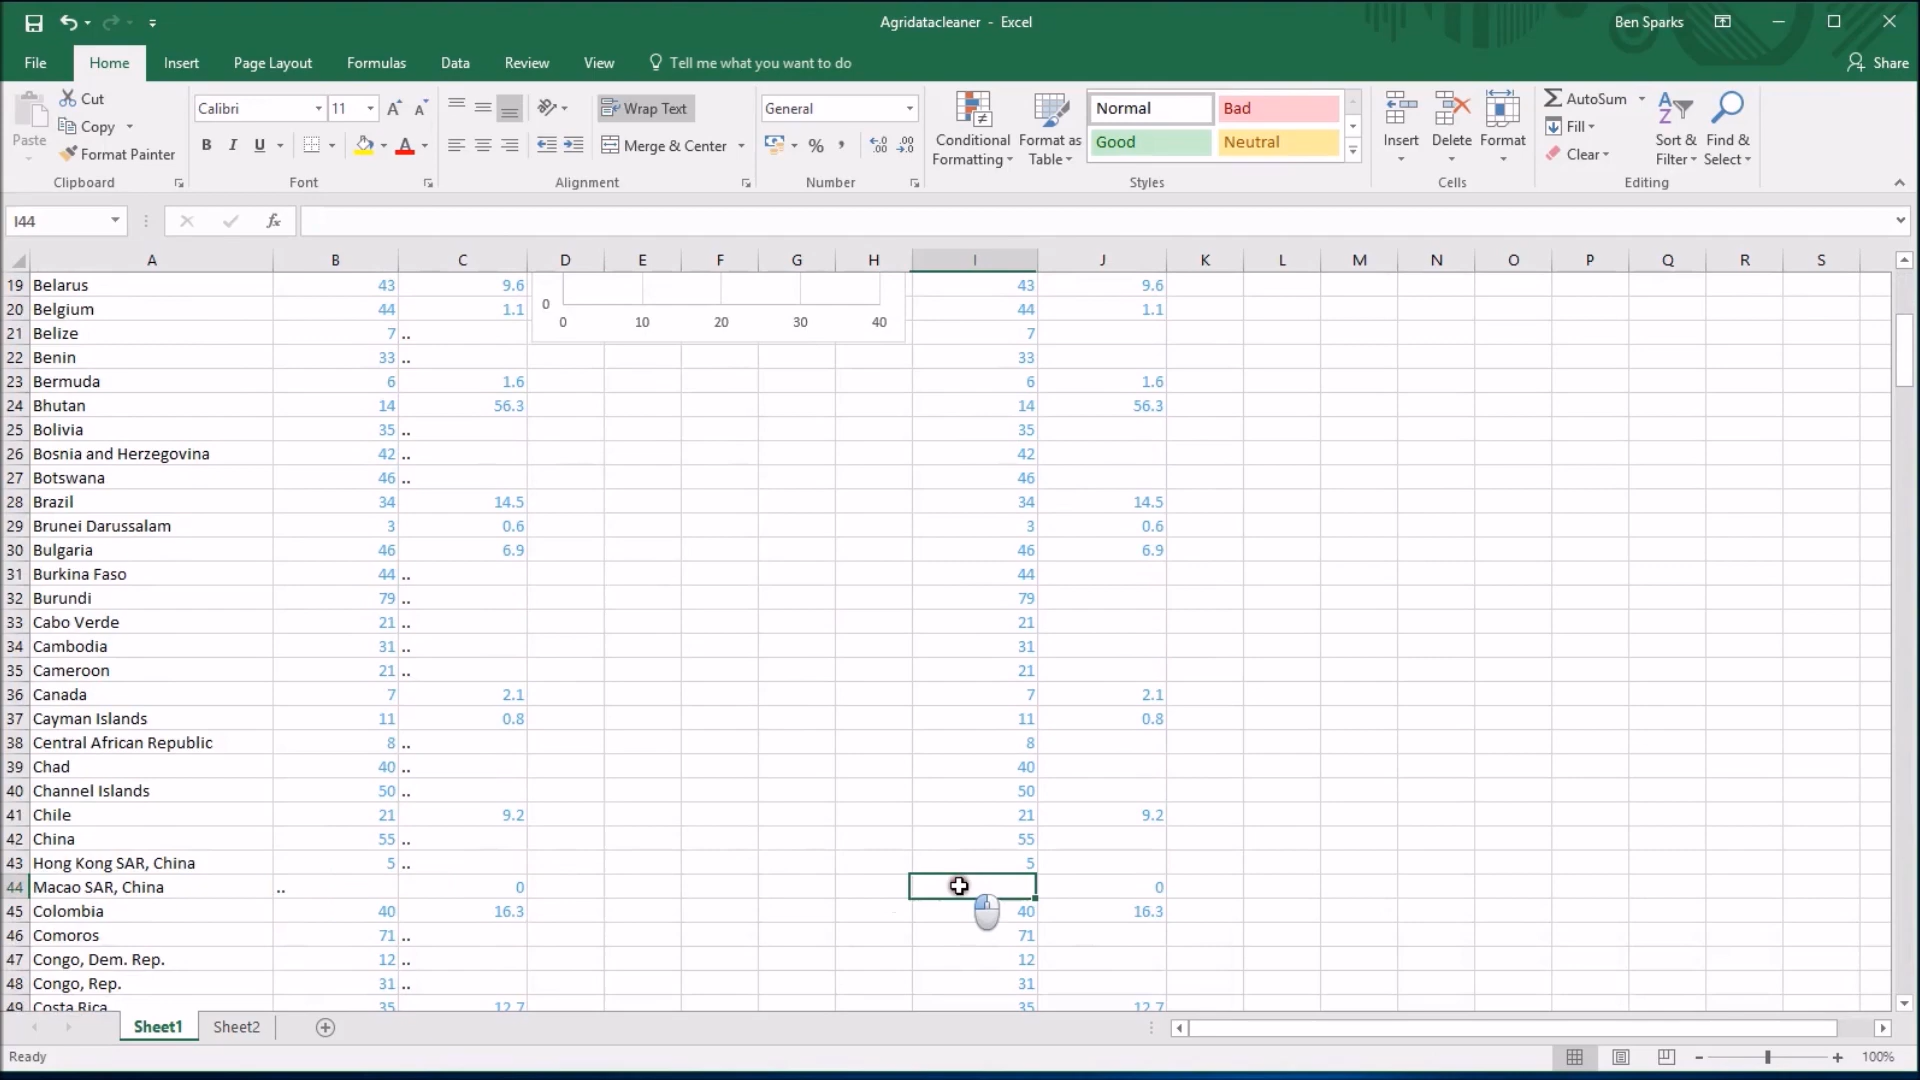 Agridatacleaner - Excel
Ben Sparks
File Home Insert Page Layout Formulas Data Review View Tell me what you want to do Share
Cut
Calibri 11 A A Wrap Text General Normal Bad AutoSum
Copy
Paste Conditional Format as Insert Delete Format Fill Sort & Find &
B I U A Merge & Center % , Good Neutral
Format Painter Formatting Table Clear Filter Select
Clipboard Font Alignment Number Styles Cells Editing
I44 fx
A B C D E F G H I J K L M N O P Q R S
19 Belarus 43 9.6 43 9.6
0
20 Belgium 44 1.1 44 1.1
0 10 20 30 40
21 Belize 7 .. 7
22 Benin 33 .. 33
23 Bermuda 6 1.6 6 1.6
24 Bhutan 14 56.3 14 56.3
25 Bolivia 35 .. 35
26 Bosnia and Herzegovina 42 .. 42
27 Botswana 46 .. 46
28 Brazil 34 14.5 34 14.5
29 Brunei Darussalam 3 0.6 3 0.6
30 Bulgaria 46 6.9 46 6.9
31 Burkina Faso 44 .. 44
32 Burundi 79 .. 79
33 Cabo Verde 21 .. 21
34 Cambodia 31 .. 31
35 Cameroon 21 .. 21
36 Canada 7 2.1 7 2.1
37 Cayman Islands 11 0.8 11 0.8
38 Central African Republic 8 .. 8
39 Chad 40 .. 40
40 Channel Islands 50 .. 50
41 Chile 21 9.2 21 9.2
42 China 55 .. 55
43 Hong Kong SAR, China 5 .. 5
44 Macao SAR, China .. 0 0
45 Colombia 40 16.3 40 16.3
46 Comoros 71 .. 71
47 Congo, Dem. Rep. 12 .. 12
48 Congo, Rep. 31 .. 31
49 Costa Rica 35 12.7 35 12.7
Sheet1 Sheet2
Ready 100%